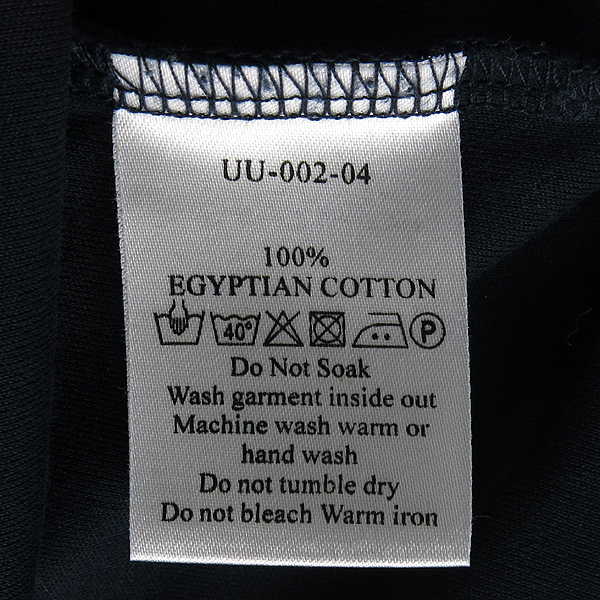 UU-002-04
100%
EGYPTIAN COTTON
40° P
Do Not Soak
Wash garment inside out
Machine wash warm or
hand wash
Do not tumble dry
Do not bleach Warm iron